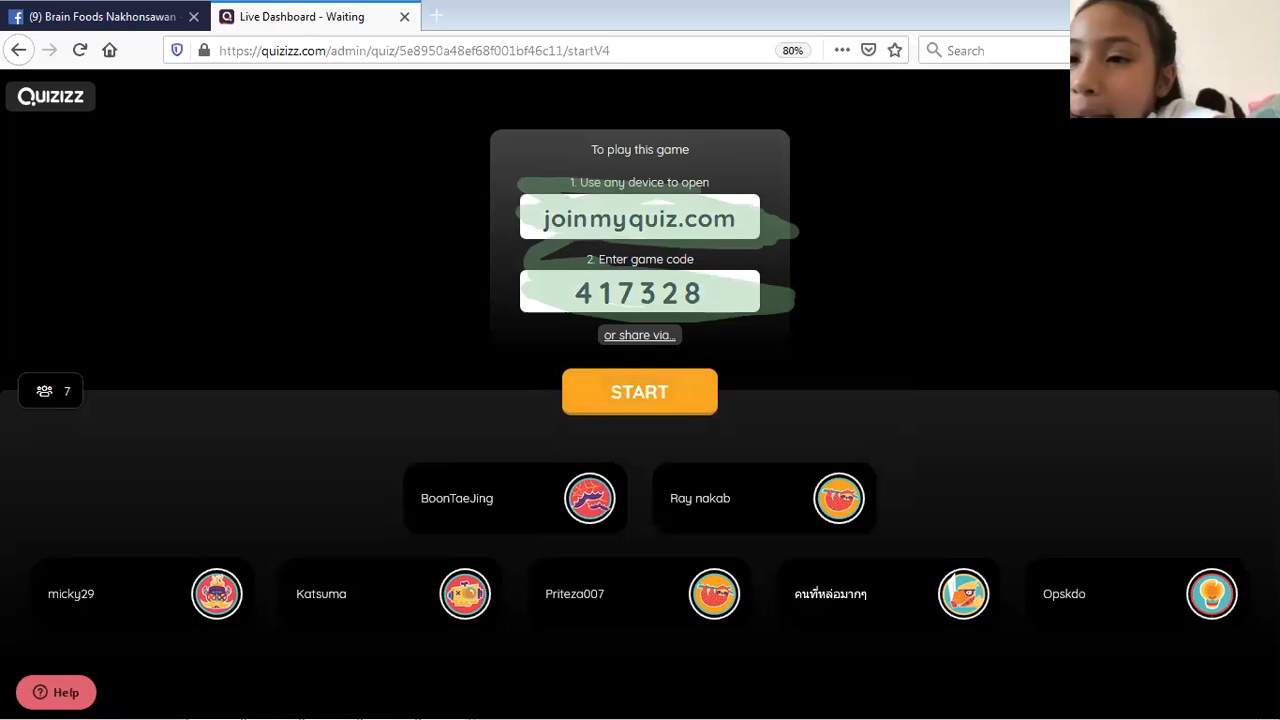 (9) Brain Foods Nakhonsawan -
Live Dashboard - Waiting
https://quizizz.com/admin/quiz/5e8950a48ef68f001bf46c11/startV4
80%
Search
QUIZIZZ
To play this game
1. Use any device to open
joinmyquiz.com
2. Enter game code
417328
or share via...
7
START
BoonTaeJing
Ray nakab
micky29
Katsuma
Priteza007
คนที่หล่อมากๆ
Opskdo
Help